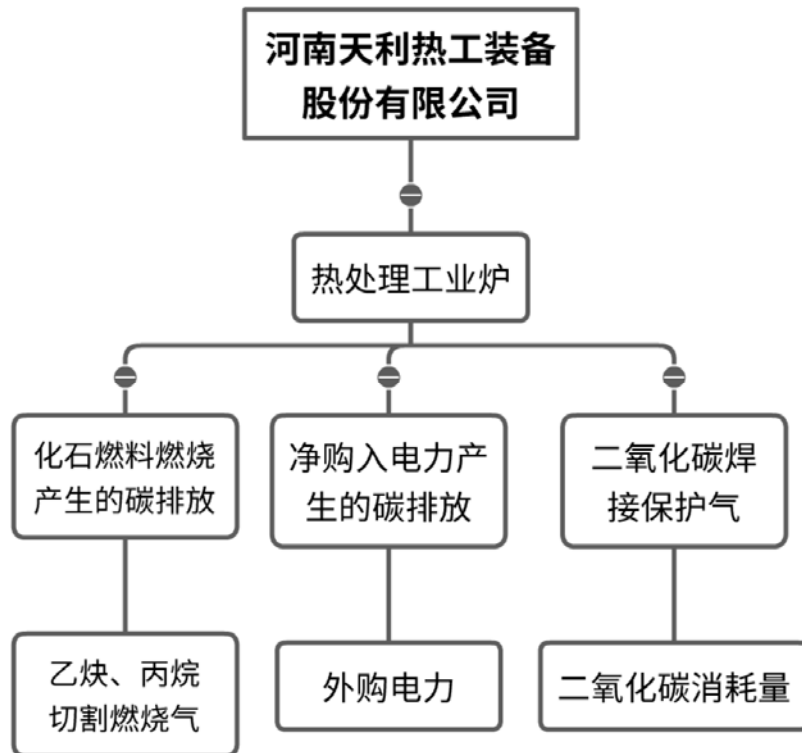 河南天利热工装备
股份有限公司
热处理工业炉
化石燃料燃烧
产生的碳排放
净购入电力产
生的碳排放
二氧化碳焊
接保护气
乙炔、丙烷
切割燃烧气
外购电力
二氧化碳消耗量